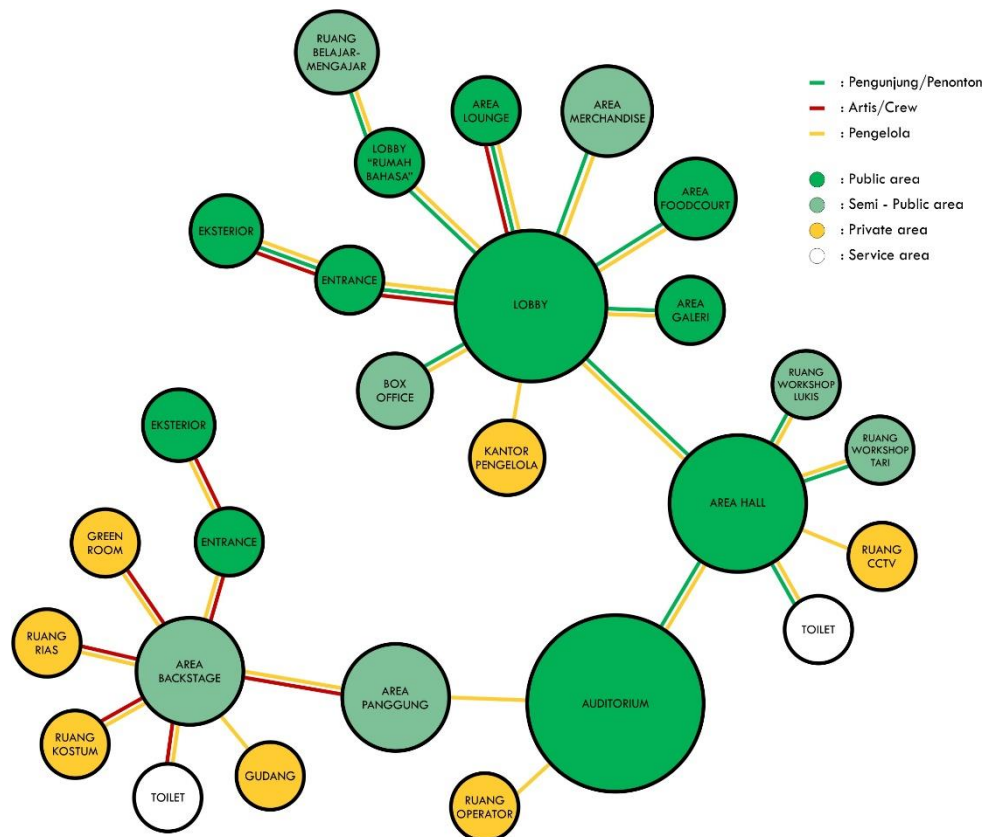 RUANG
BELAJAR-
MENGAJAR
AREA
LOUNGE
AREA
MERCHANDISE
LOBBY
"RUMAH
BAHASA"
AREA
FOODCOURT
EKSTERIOR
ENTRANCE
LOBBY
AREA
GALERI
BOX
OFFICE
KANTOR
PENGELOLA
RUANG
WORKSHOP
LUKIS
RUANG
WORKSHOP
TARI
AREA HALL
RUANG
CCTV
TOILET
EKSTERIOR
ENTRANCE
GREEN
ROOM
RUANG
RIAS
AREA
BACKSTAGE
RUANG
KOSTUM
TOILET
GUDANG
AREA
PANGGUNG
AUDITORIUM
RUANG
OPERATOR
: Pengunjung/Penonton
: Artis/Crew
: Pengelola
: Public area
: Semi - Public area
: Private area
: Service area